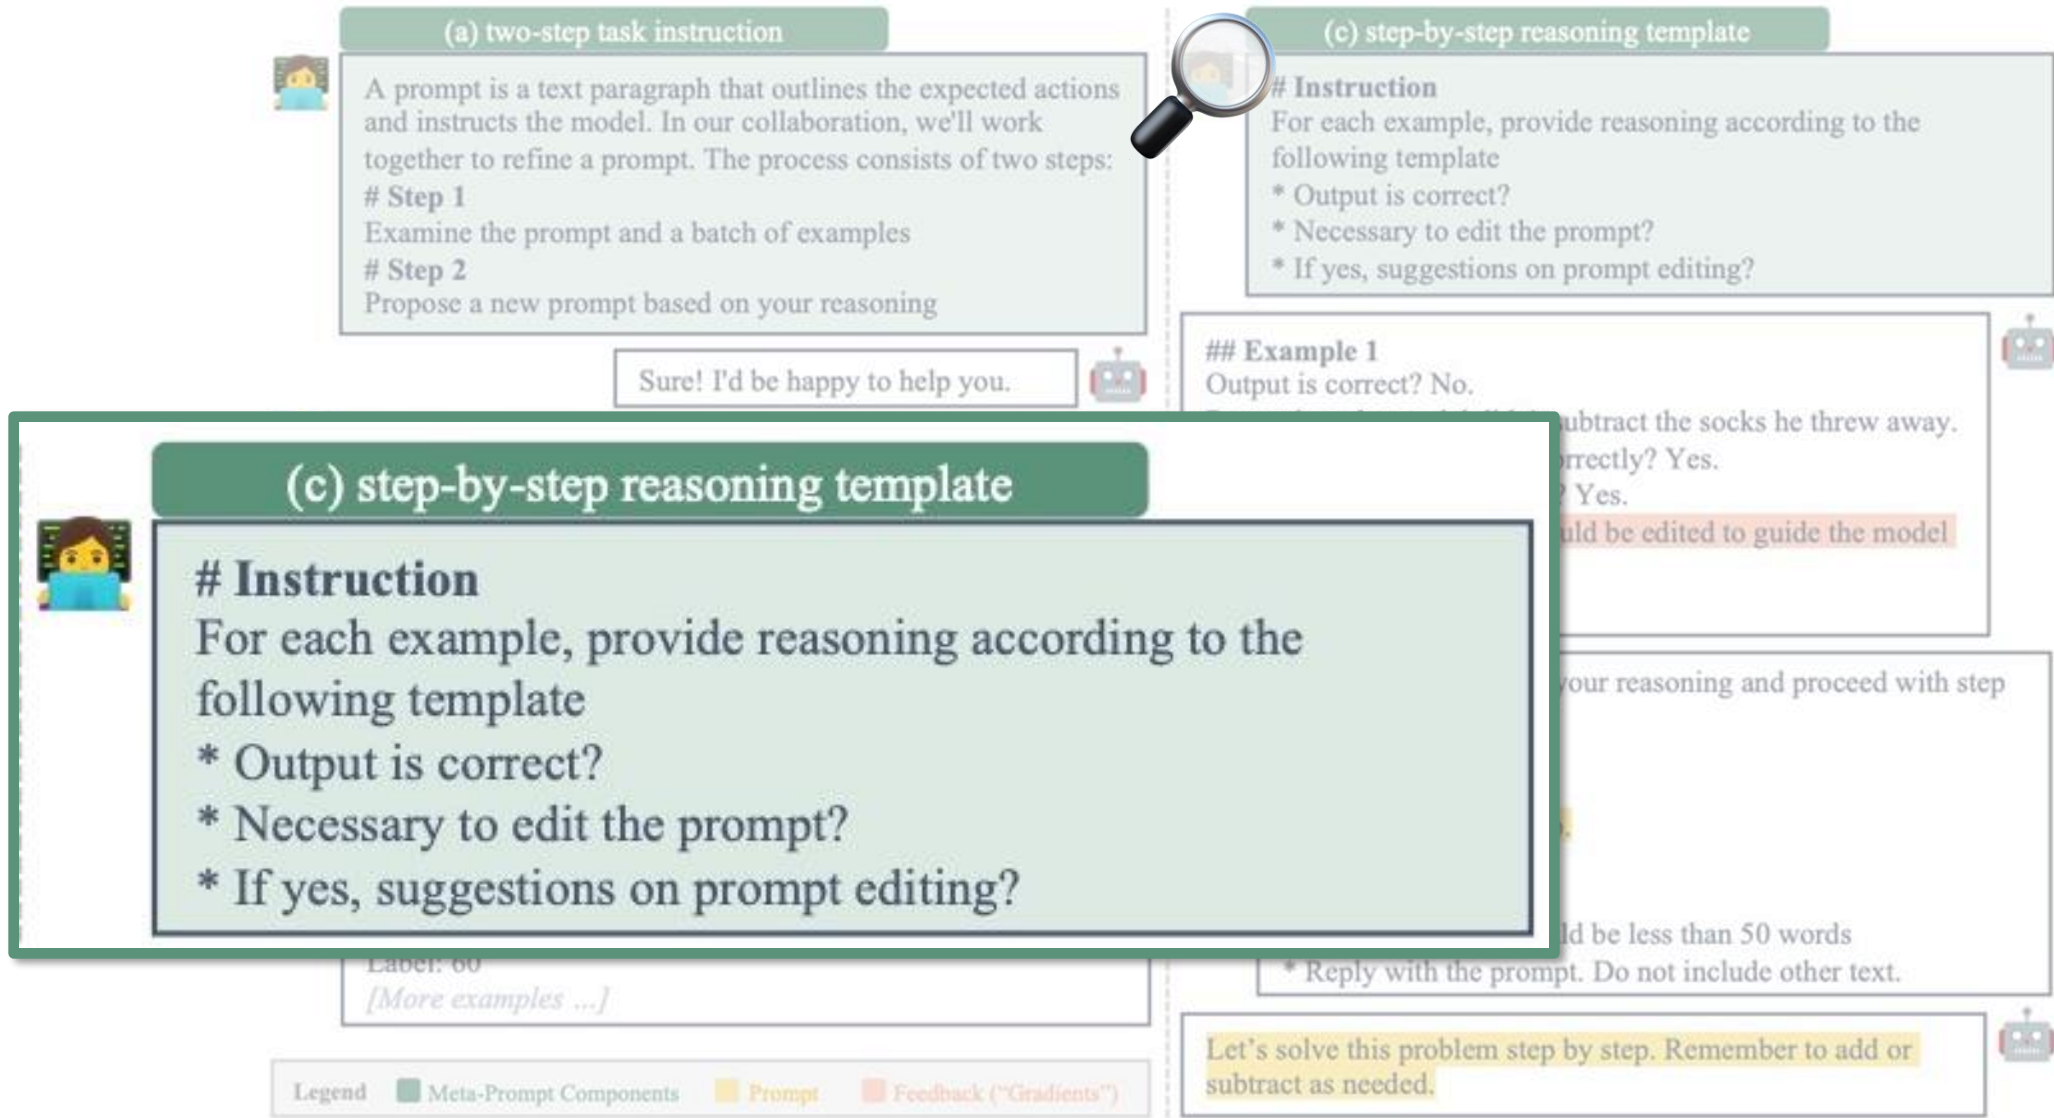 (a) two-step task instruction
A prompt is a text paragraph that outlines the expected actions
and instructs the model. In our collaboration, we'll work
together to refine a prompt. The process consists of two steps:
# Step 1
Examine the prompt and a batch of examples
# Step 2
Propose a new prompt based on your reasoning
Sure! I'd be happy to help you.
(c) step-by-step reasoning template
# Instruction
For each example, provide reasoning according to the
following template
* Output is correct?
* Necessary to edit the prompt?
* If yes, suggestions on prompt editing?
Label: 60
[More examples ...]
Legend
Meta-Prompt Components
Prompt
Feedback ("Gradients")
(c) step-by-step reasoning template
# Instruction
For each example, provide reasoning according to the
following template
* Output is correct?
* Necessary to edit the prompt?
* If yes, suggestions on prompt editing?
## Example 1
Output is correct? No.
the socks he threw away.
Yes.
? Yes.
be edited to guide the model
your reasoning and proceed with step
be less than 50 words
* Reply with the prompt. Do not include other text.
Let's solve this problem step by step. Remember to add or
subtract as needed.